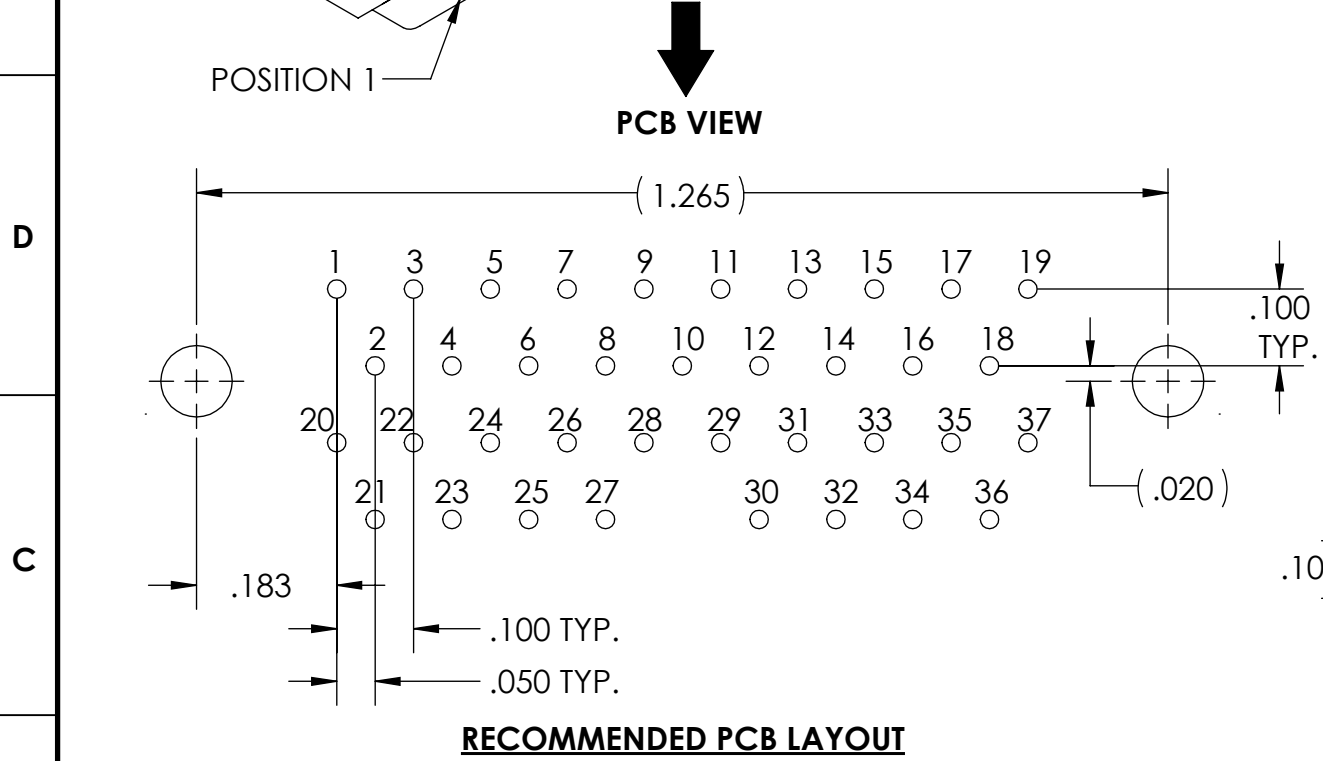 POSITION 1
PCB VIEW
( 1.265 )
D
1 3 5 7 9 11 13 15 17 19
.100
TYP.
2 4 6 8 10 12 14 16 18
20 22 24 26 28 29 31 33 35 37
21 23 25 27 30 32 34 36
( .020 )
C
.10
.183
.100 TYP.
.050 TYP.
RECOMMENDED PCB LAYOUT